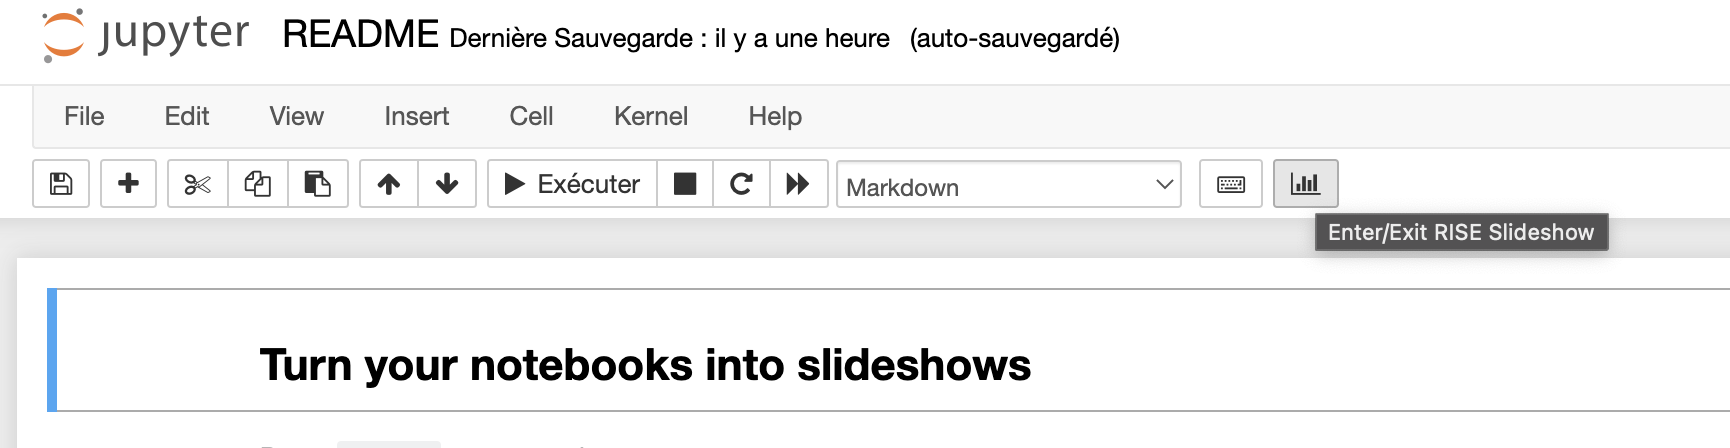 jupyter README Dernière Sauvegarde : il y a une heure (auto-sauvegardé)
File Edit View Insert Cell Kernel Help
Exécuter Markdown
Enter/Exit RISE Slideshow
Turn your notebooks into slideshows